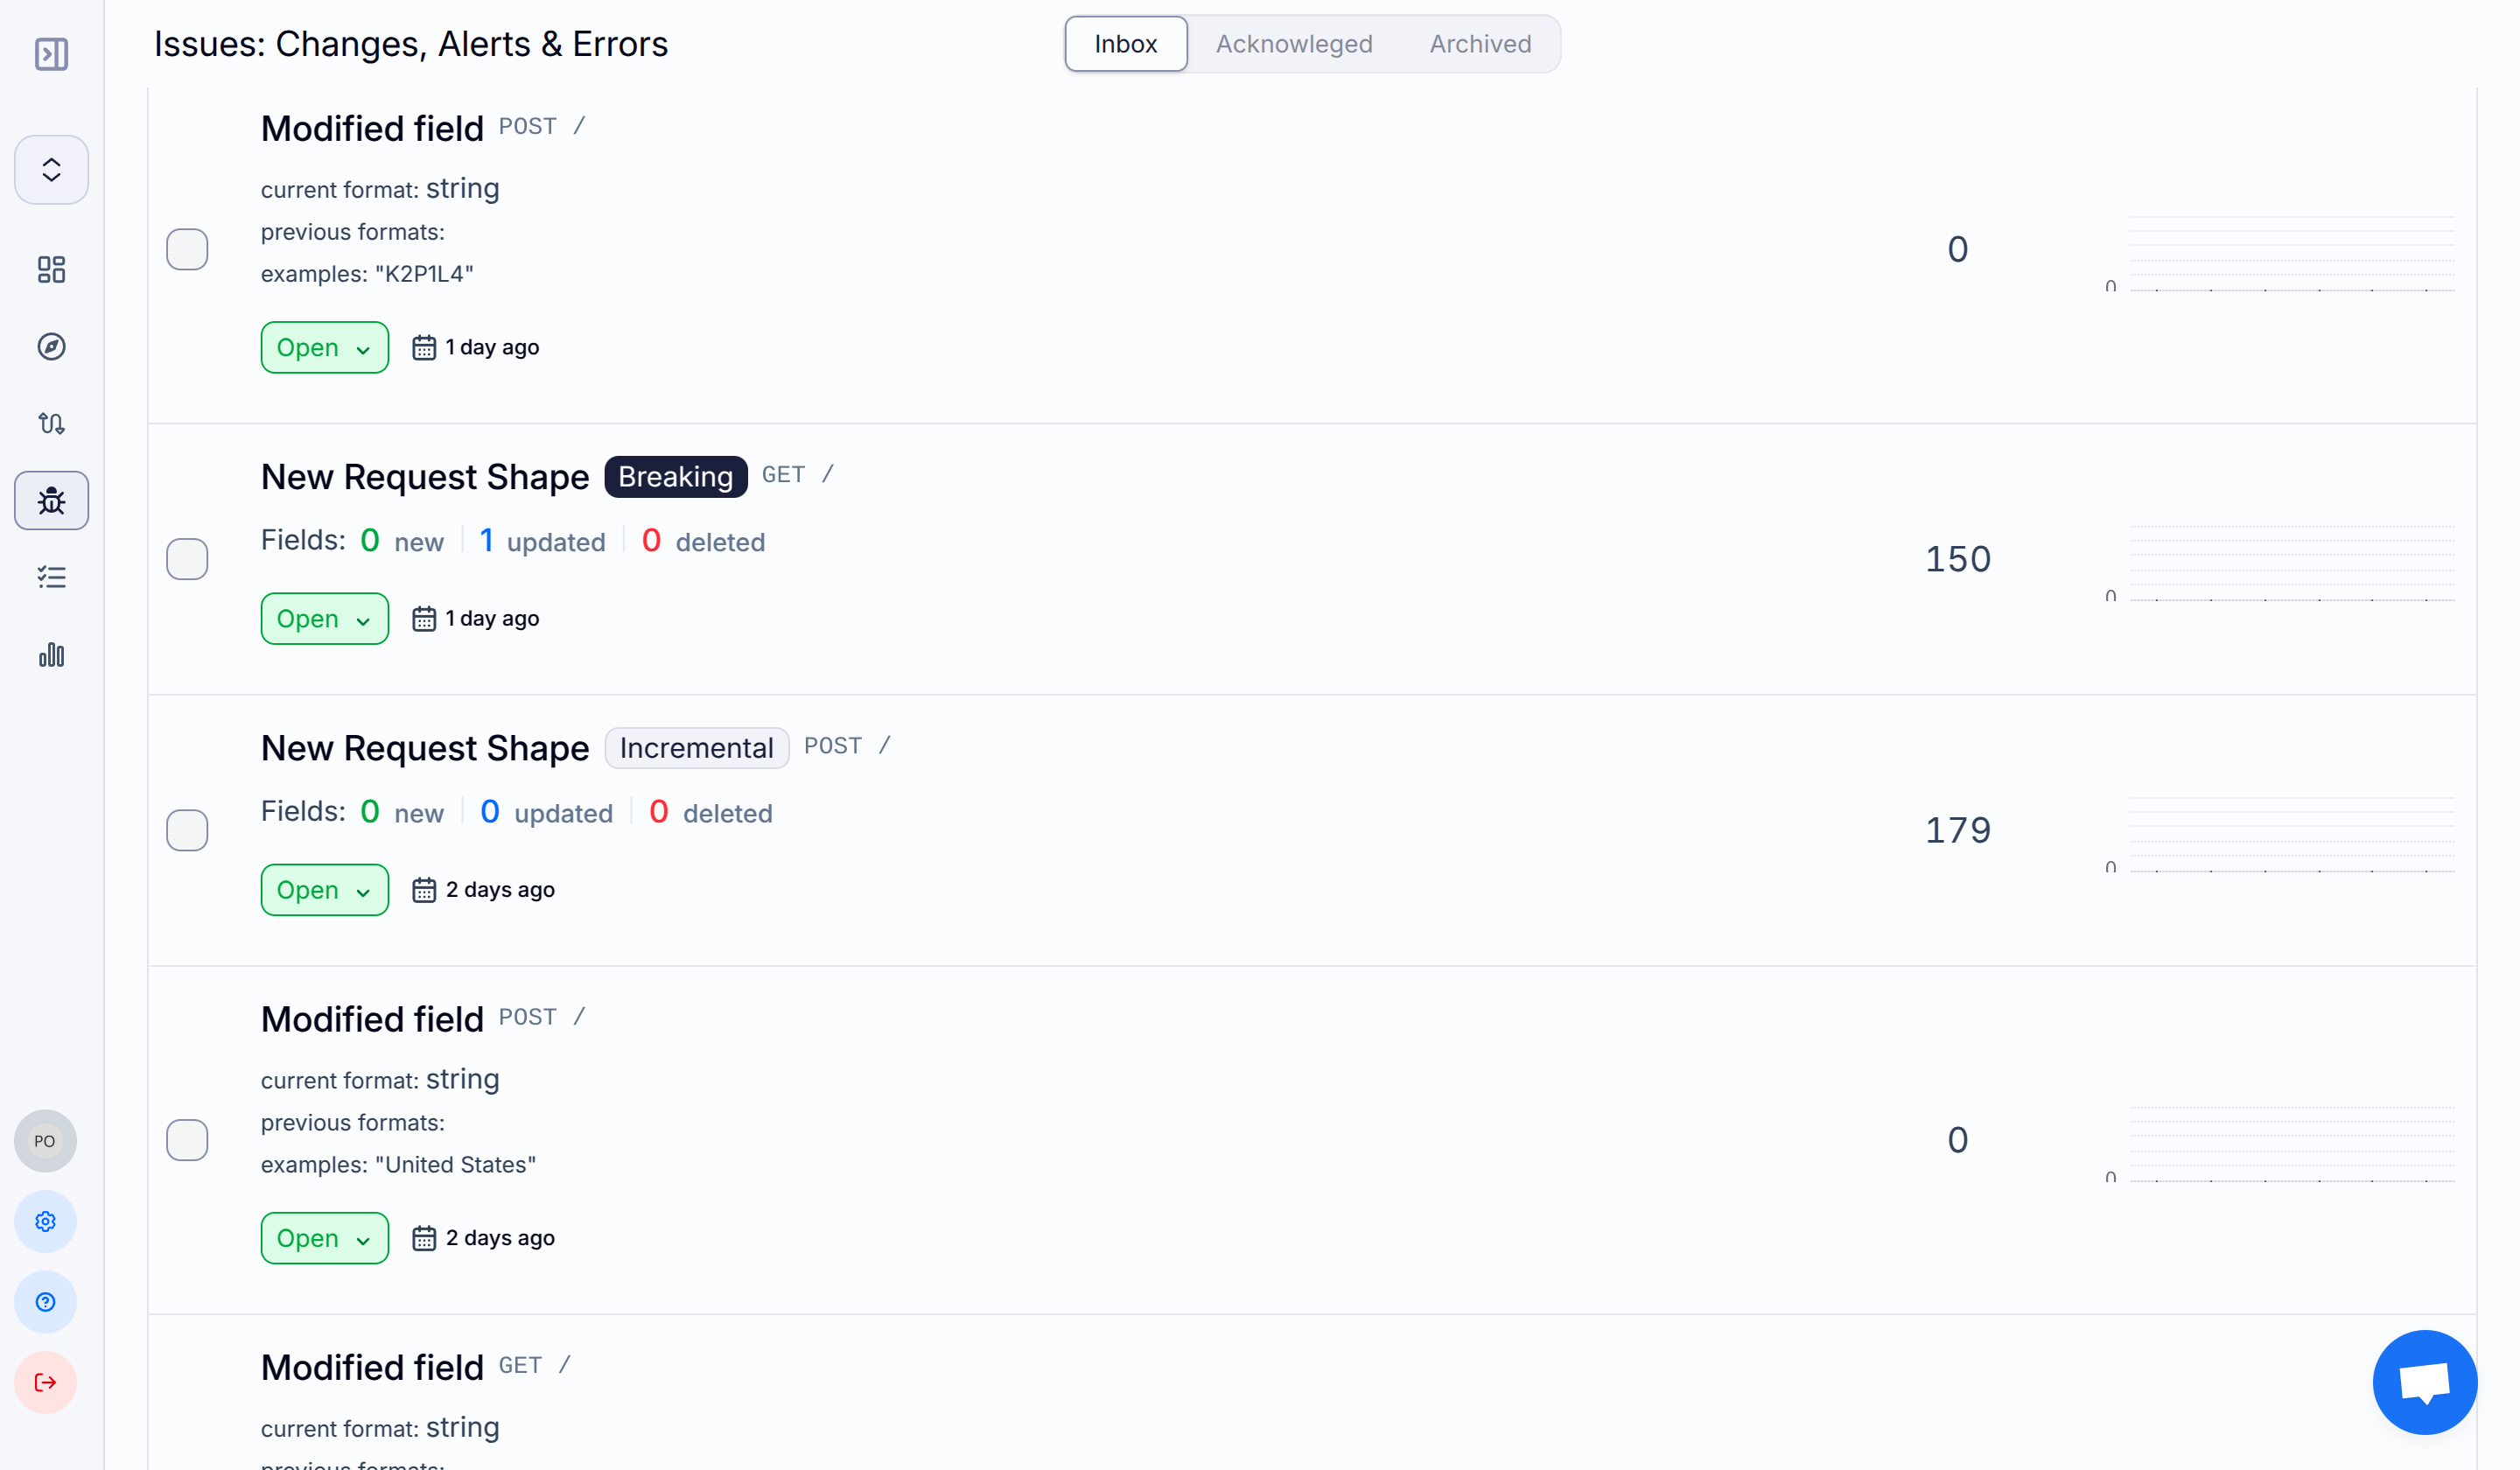 Issues: Changes, Alerts & Errors
Inbox Acknowleged Archived
Modified field POST /
current format: string
previous formats:
examples: "K2P1L4"
0
0
Open 1 day ago
New Request Shape Breaking GET /
Fields: 0 new 1 updated 0 deleted
150
0
Open 1 day ago
New Request Shape Incremental POST /
Fields: 0 new 0 updated 0 deleted
179
0
Open 2 days ago
Modified field POST /
current format: string
previous formats:
examples: "United States"
0
0
Open 2 days ago
Modified field GET /
current format: string
previous formats:
PO